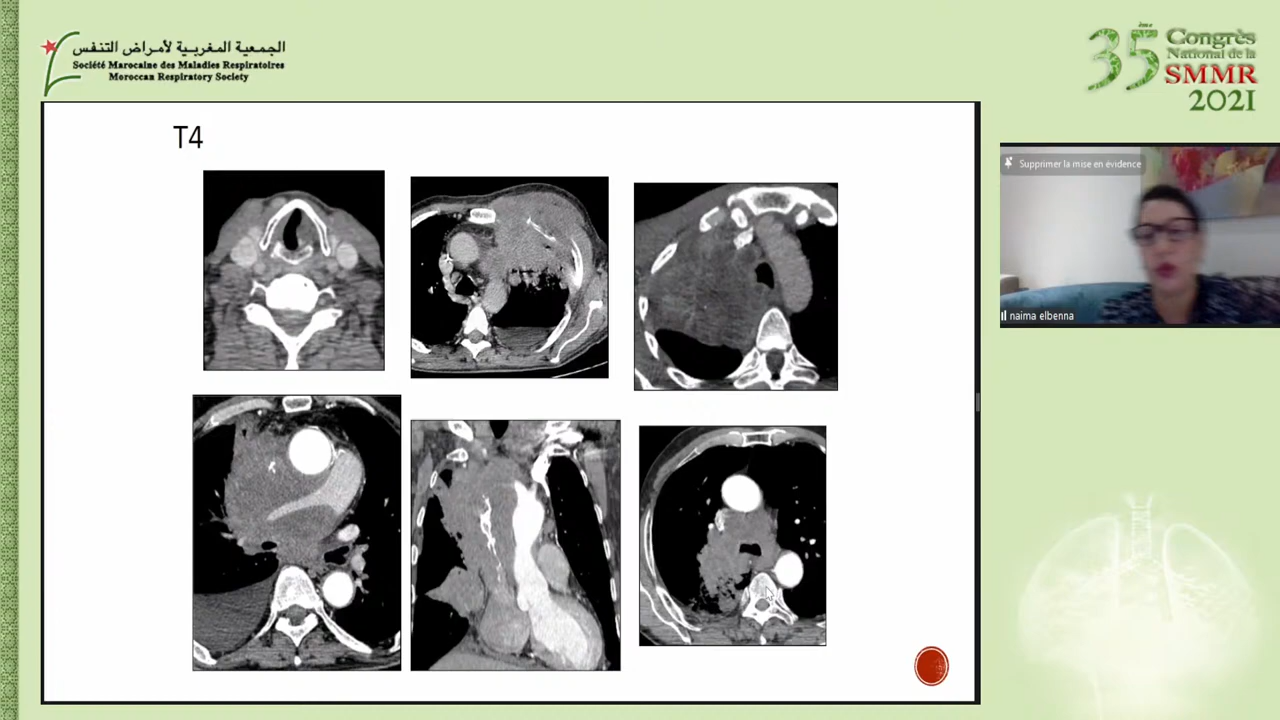 الجمعية المغربية لأمراض التنفس
Société Marocaine des Maladies Respiratoires
Moroccan Respiratory Society
35ème Congrès
National de la
SMMR
2021
T4
Supprimer la mise en évidence
naima elbenna